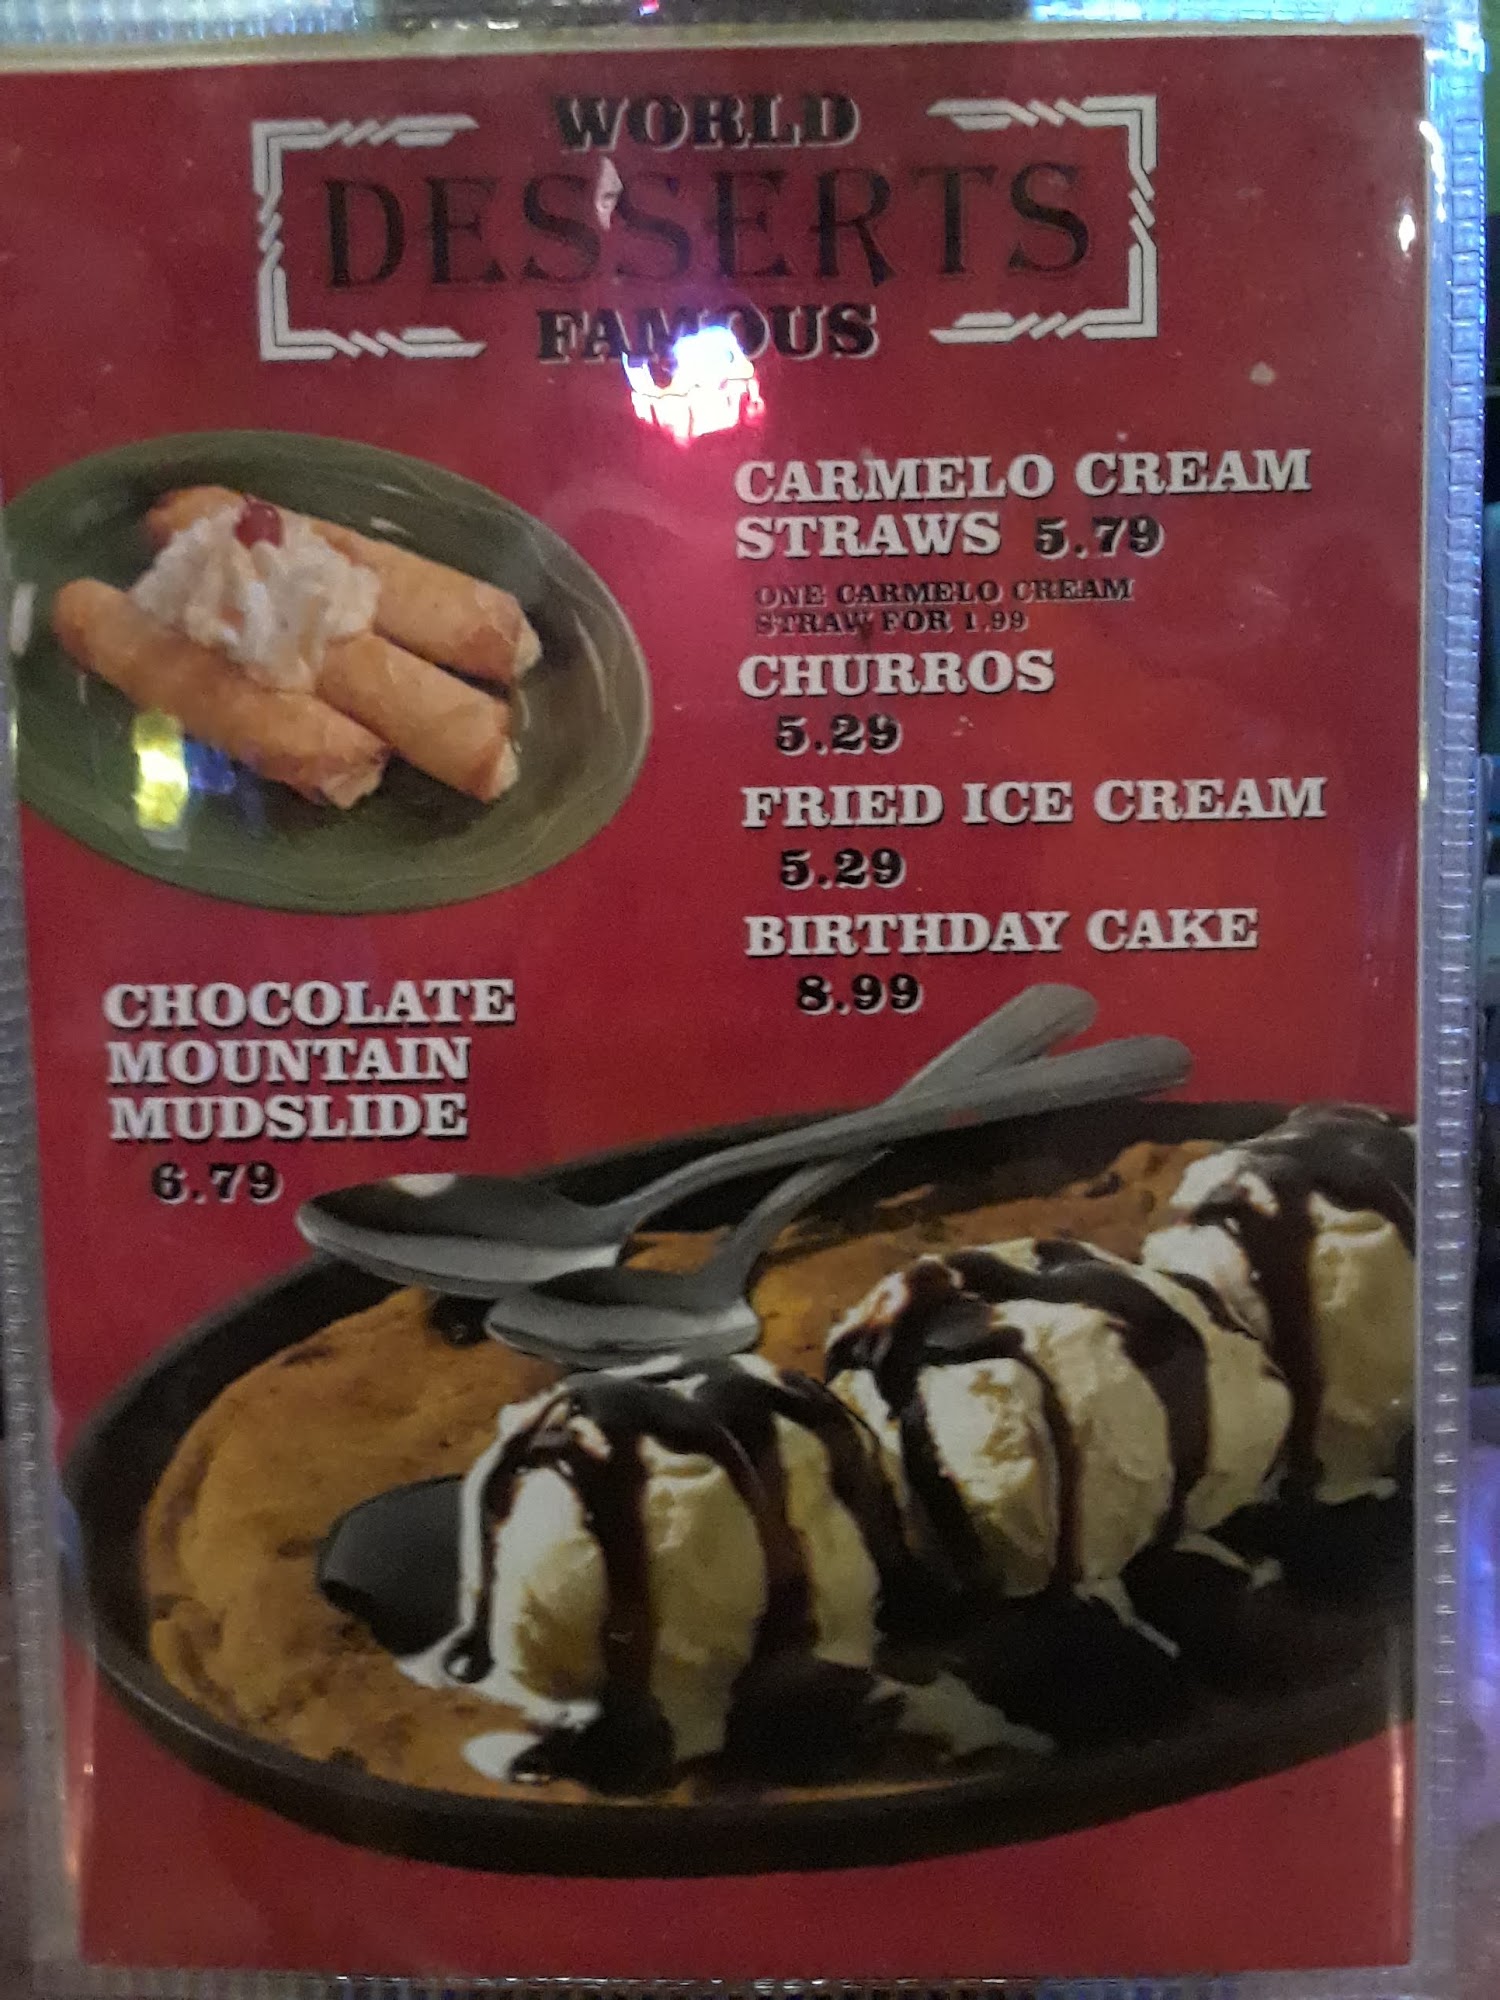 WORLD
DESSERTS
FAMOUS
CARMELO CREAM
STRAWS 5.79
ONE CARMELO CREAM
STRAW FOR 1.99
CHURROS
5.29
FRIED ICE CREAM
5.29
BIRTHDAY CAKE
8.99
CHOCOLATE
MOUNTAIN
MUDSLIDE
6.79